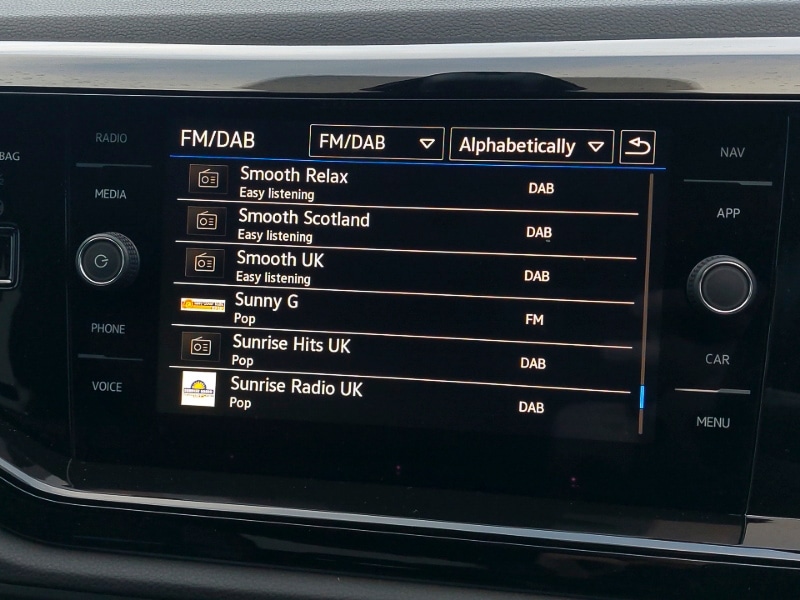 RADIO
MEDIA
PHONE
VOICE
BAG
FM/DAB FM/DAB Alphabetically
Smooth Relax DAB
Easy listening
Smooth Scotland DAB
Easy listening
Smooth UK DAB
Easy listening
Sunny G FM
Pop
Sunrise Hits UK DAB
Pop
Sunrise Radio UK DAB
Pop
NAV
APP
CAR
MENU